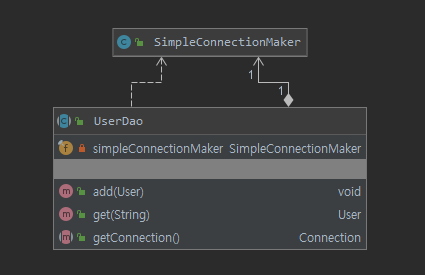 C SimpleConnectionMaker
1
1
C UserDao
f simpleConnectionMaker SimpleConnectionMaker
m add(User) void
m get(String) User
m getConnection() Connection